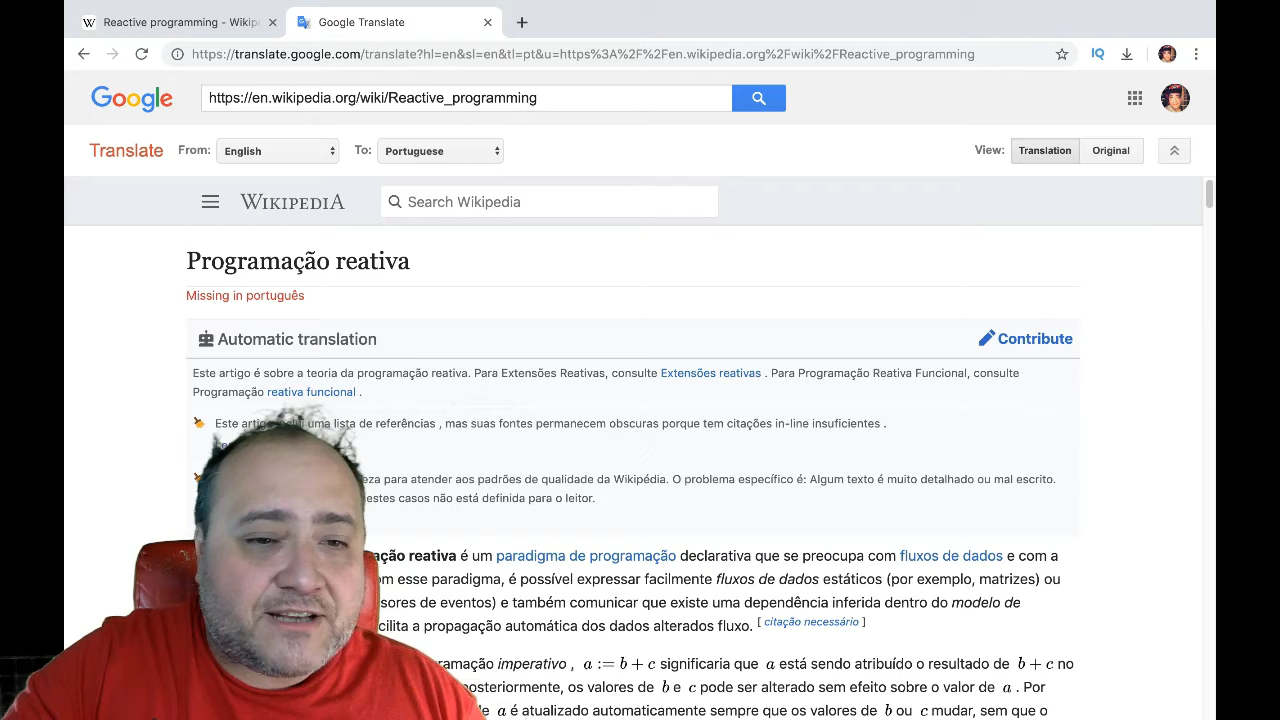 Reactive programming - Wikip
Google Translate
https://translate.google.com/translate?hl=en&sl=en&tl=pt&u=https%3A%2F%2Fen.wikipedia.org%2Fwiki%2FReactive_programming
IQ
Google
https://en.wikipedia.org/wiki/Reactive_programming
Translate From: English To: Portuguese View: Translation Original
WIKIPEDIA Search Wikipedia
Programação reativa
Missing in português
Automatic translation Contribute
Este artigo é sobre a teoria da programação reativa. Para Extensões Reativas, consulte Extensões reativas . Para Programação Reativa Funcional, consulte
Programação reativa funcional .
Este uma lista de referências , mas suas fontes permanecem obscuras porque tem citações in-line insuficientes .
para atender aos padrões de qualidade da Wikipédia. O problema específico é: Algum texto é muito detalhado ou mal escrito.
estes casos não está definida para o leitor.
reativa é um paradigma de programação declarativa que se preocupa com fluxos de dados e com a
esse paradigma, é possível expressar facilmente fluxos de dados estáticos (por exemplo, matrizes) ou
de eventos) e também comunicar que existe uma dependência inferida dentro do modelo de
a propagação automática dos dados alterados fluxo. [ citação necessário ]
imperativo , a := b + c significaria que a está sendo atribuído o resultado de b + c no
posteriormente, os valores de b e c pode ser alterado sem efeito sobre o valor de a . Por
de a é atualizado automaticamente sempre que os valores de b ou c mudar, sem que o